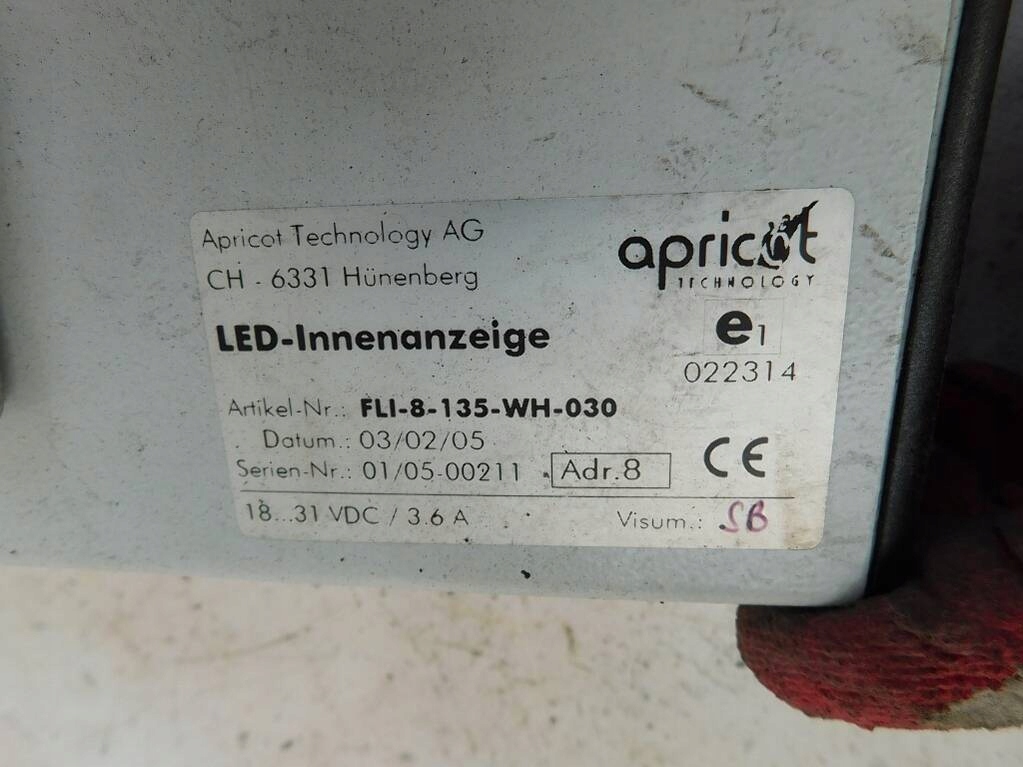 Apricot Technology AG
CH - 6331 Hünenberg
apricot
TECHNOLOGY
LED-Innenanzeige
e1
022314
Artikel-Nr.: FLI-8-135-WH-030
Datum.: 03/02/05
Serien-Nr.: 01/05-00211
Adr.8
CE
18...31 VDC / 3.6 A
Visum.: SB